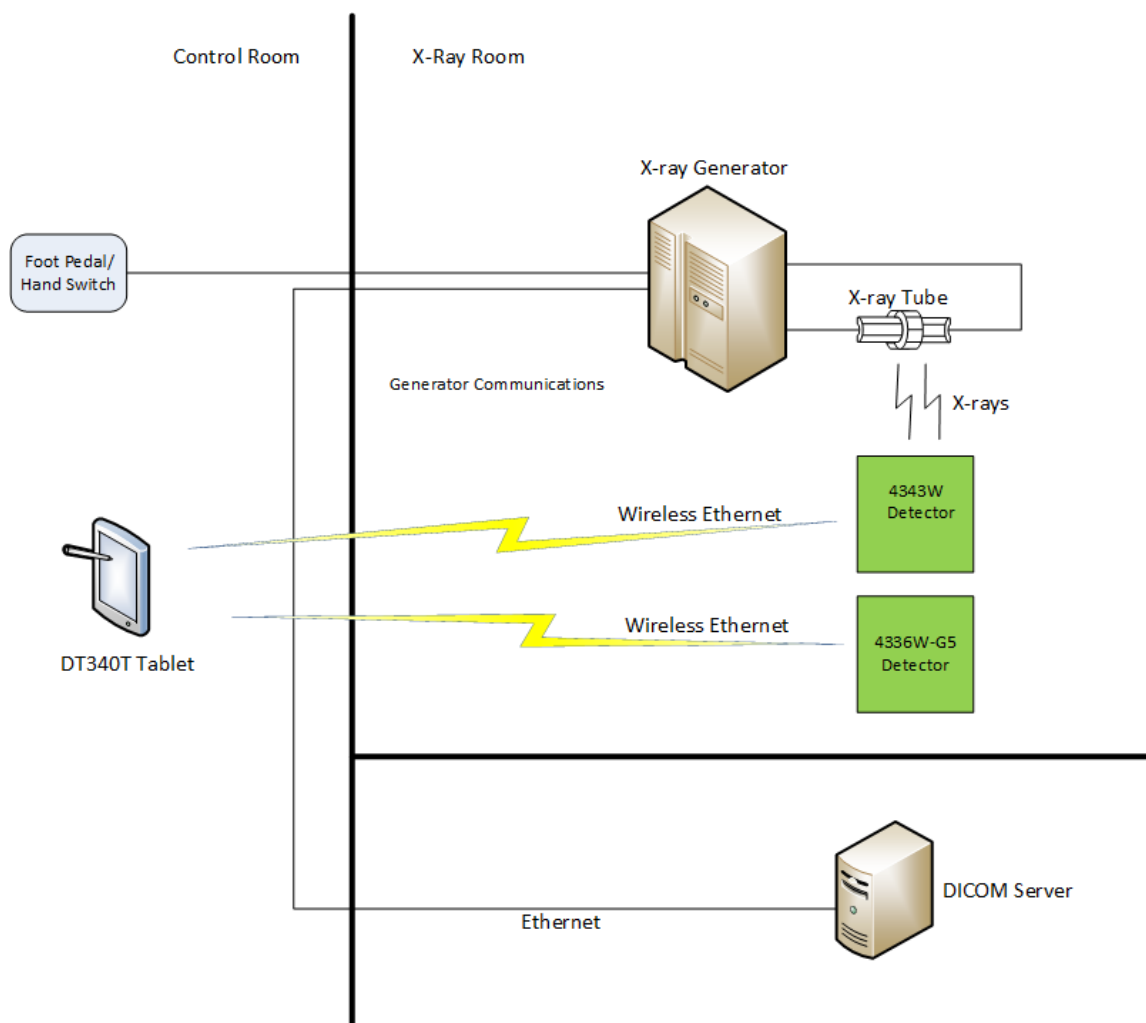 Control Room
X-Ray Room
X-ray Generator
Foot Pedal/
Hand Switch
X-ray Tube
Generator Communications
X-rays
4343W
Detector
Wireless Ethernet
Wireless Ethernet
4336W-G5
Detector
DT340T Tablet
DICOM Server
Ethernet